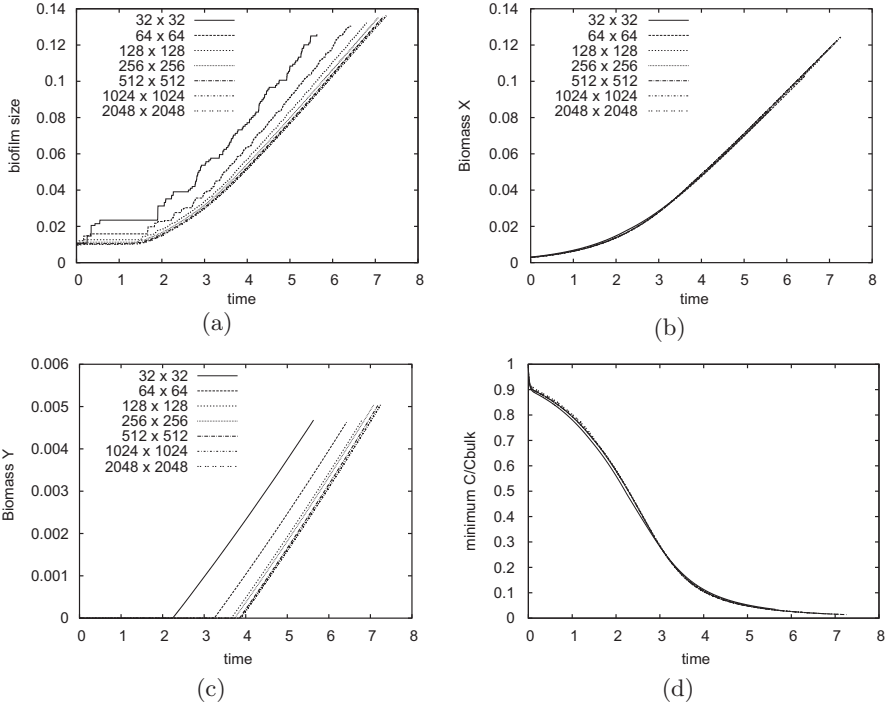 0.14
0.12
0.1
0.08
0.06
0.04
0.02
0
biofilm size
32 x 32
64 x 64
128 x 128
256 x 256
512 x 512
1024 x 1024
2048 x 2048
0 1 2 3 4 5 6 7 8
time
(a)
0.14
0.12
0.1
0.08
0.06
0.04
0.02
0
Biomass X
32 x 32
64 x 64
128 x 128
256 x 256
512 x 512
1024 x 1024
2048 x 2048
0 1 2 3 4 5 6 7 8
time
(b)
0.006
0.005
0.004
0.003
0.002
0.001
0
Biomass Y
32 x 32
64 x 64
128 x 128
256 x 256
512 x 512
1024 x 1024
2048 x 2048
0 1 2 3 4 5 6 7 8
time
(c)
1
0.9
0.8
0.7
0.6
0.5
0.4
0.3
0.2
0.1
0
minimum C/Cbulk
0 1 2 3 4 5 6 7 8
time
(d)